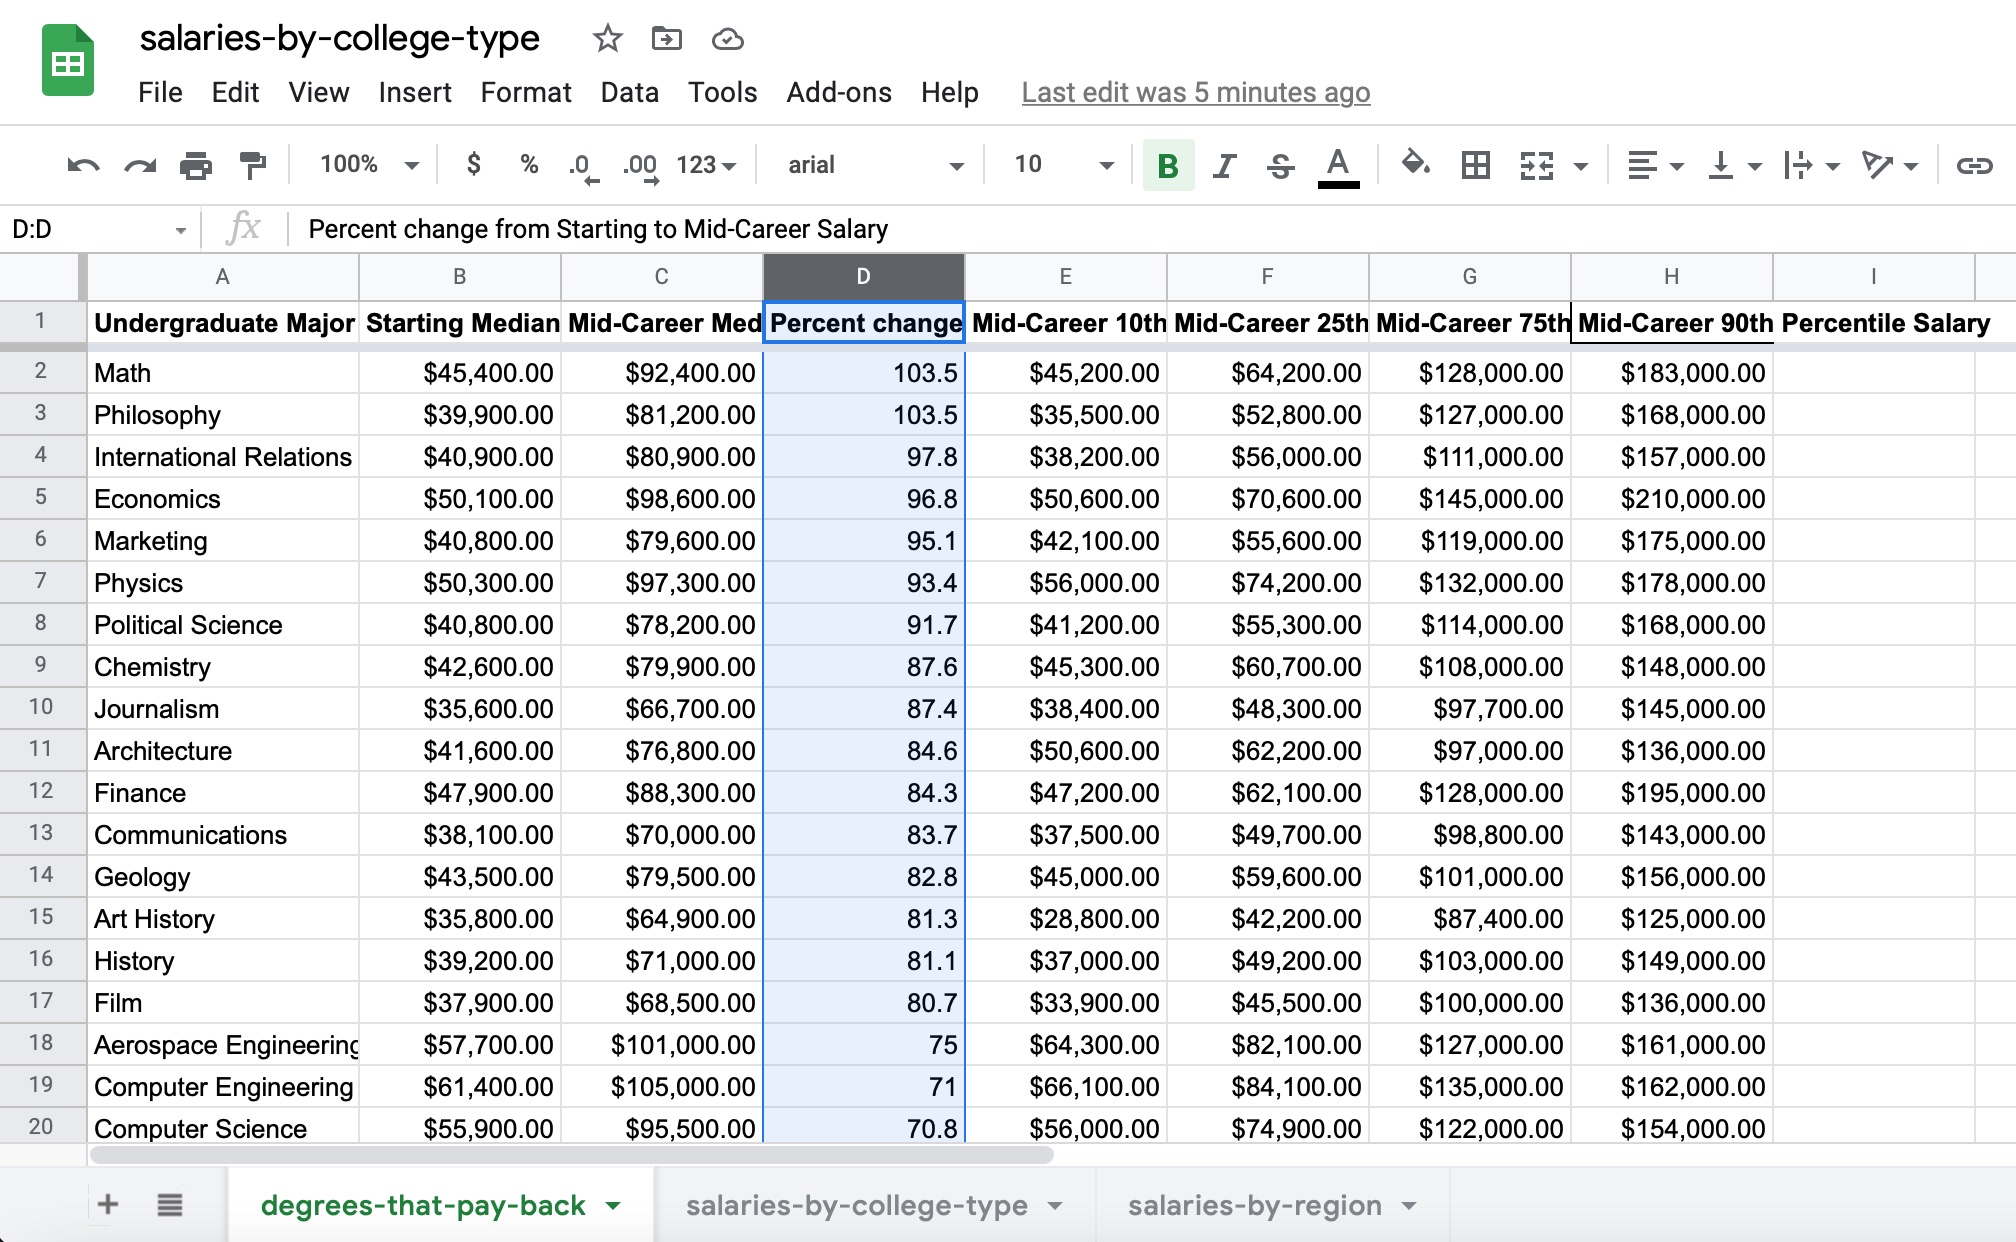 salaries-by-college-type
File Edit View Insert Format Data Tools Add-ons Help Last edit was 5 minutes ago
100% $ % .0 .00 123 arial 10 B I S A
D:D fx Percent change from Starting to Mid-Career Salary
A B C D E F G H I
1 Undergraduate Major Starting Median Mid-Career Med Percent change Mid-Career 10th Mid-Career 25th Mid-Career 75th Mid-Career 90th Percentile Salary
2 Math $45,400.00 $92,400.00 103.5 $45,200.00 $64,200.00 $128,000.00 $183,000.00
3 Philosophy $39,900.00 $81,200.00 103.5 $35,500.00 $52,800.00 $127,000.00 $168,000.00
4 International Relations $40,900.00 $80,900.00 97.8 $38,200.00 $56,000.00 $111,000.00 $157,000.00
5 Economics $50,100.00 $98,600.00 96.8 $50,600.00 $70,600.00 $145,000.00 $210,000.00
6 Marketing $40,800.00 $79,600.00 95.1 $42,100.00 $55,600.00 $119,000.00 $175,000.00
7 Physics $50,300.00 $97,300.00 93.4 $56,000.00 $74,200.00 $132,000.00 $178,000.00
8 Political Science $40,800.00 $78,200.00 91.7 $41,200.00 $55,300.00 $114,000.00 $168,000.00
9 Chemistry $42,600.00 $79,900.00 87.6 $45,300.00 $60,700.00 $108,000.00 $148,000.00
10 Journalism $35,600.00 $66,700.00 87.4 $38,400.00 $48,300.00 $97,700.00 $145,000.00
11 Architecture $41,600.00 $76,800.00 84.6 $50,600.00 $62,200.00 $97,000.00 $136,000.00
12 Finance $47,900.00 $88,300.00 84.3 $47,200.00 $62,100.00 $128,000.00 $195,000.00
13 Communications $38,100.00 $70,000.00 83.7 $37,500.00 $49,700.00 $98,800.00 $143,000.00
14 Geology $43,500.00 $79,500.00 82.8 $45,000.00 $59,600.00 $101,000.00 $156,000.00
15 Art History $35,800.00 $64,900.00 81.3 $28,800.00 $42,200.00 $87,400.00 $125,000.00
16 History $39,200.00 $71,000.00 81.1 $37,000.00 $49,200.00 $103,000.00 $149,000.00
17 Film $37,900.00 $68,500.00 80.7 $33,900.00 $45,500.00 $100,000.00 $136,000.00
18 Aerospace Engineering $57,700.00 $101,000.00 75 $64,300.00 $82,100.00 $127,000.00 $161,000.00
19 Computer Engineering $61,400.00 $105,000.00 71 $66,100.00 $84,100.00 $135,000.00 $162,000.00
20 Computer Science $55,900.00 $95,500.00 70.8 $56,000.00 $74,900.00 $122,000.00 $154,000.00
degrees-that-pay-back salaries-by-college-type salaries-by-region